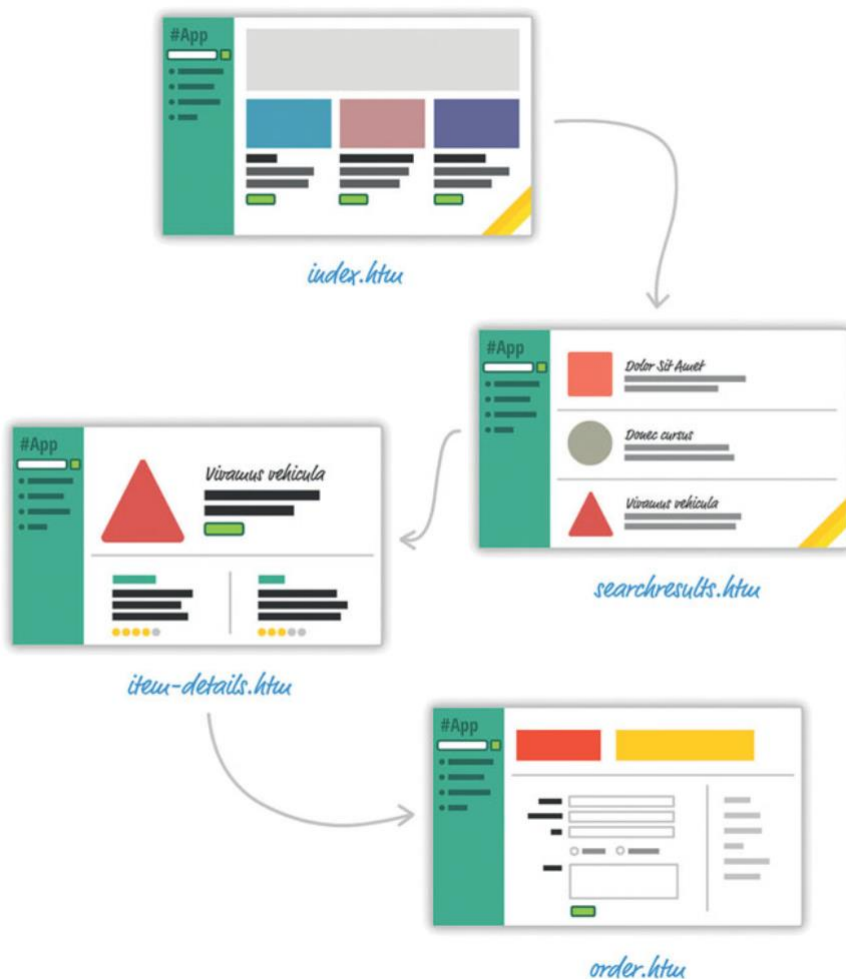 #App
index.htm
#App
Dolor Sit Amet
Donec cursus
Vivamus vehicula
searchresults.htm
#App
Vivamus vehicula
item-details.htm
#App
order.htm